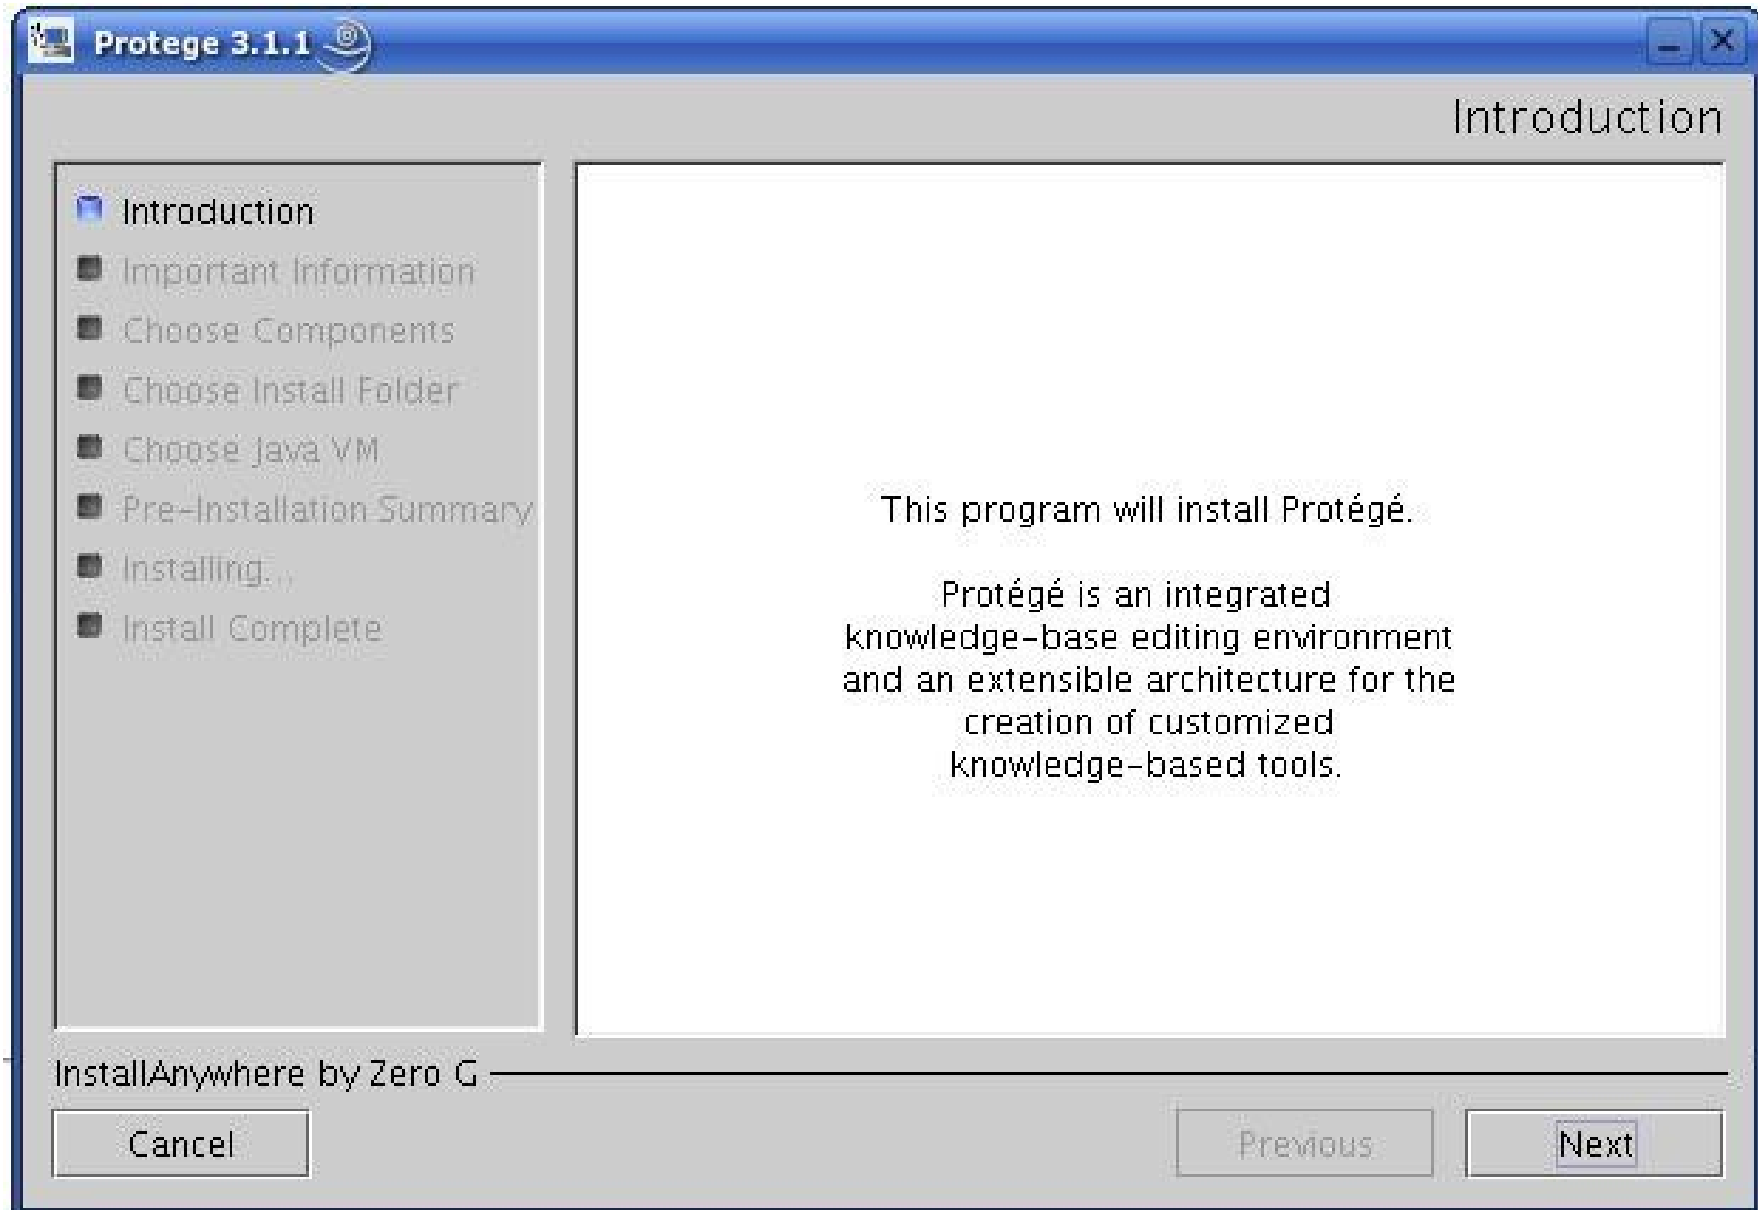 Protege 3.1.1
Introduction
Introduction
Important Information
Choose Components
Choose Install Folder
Choose Java VM
Pre-Installation Summary
Installing...
Install Complete
This program will install Protégé.
Protégé is an integrated
knowledge-base editing environment
and an extensible architecture for the
creation of customized
knowledge-based tools.
InstallAnywhere by Zero G
Cancel
Previous
Next